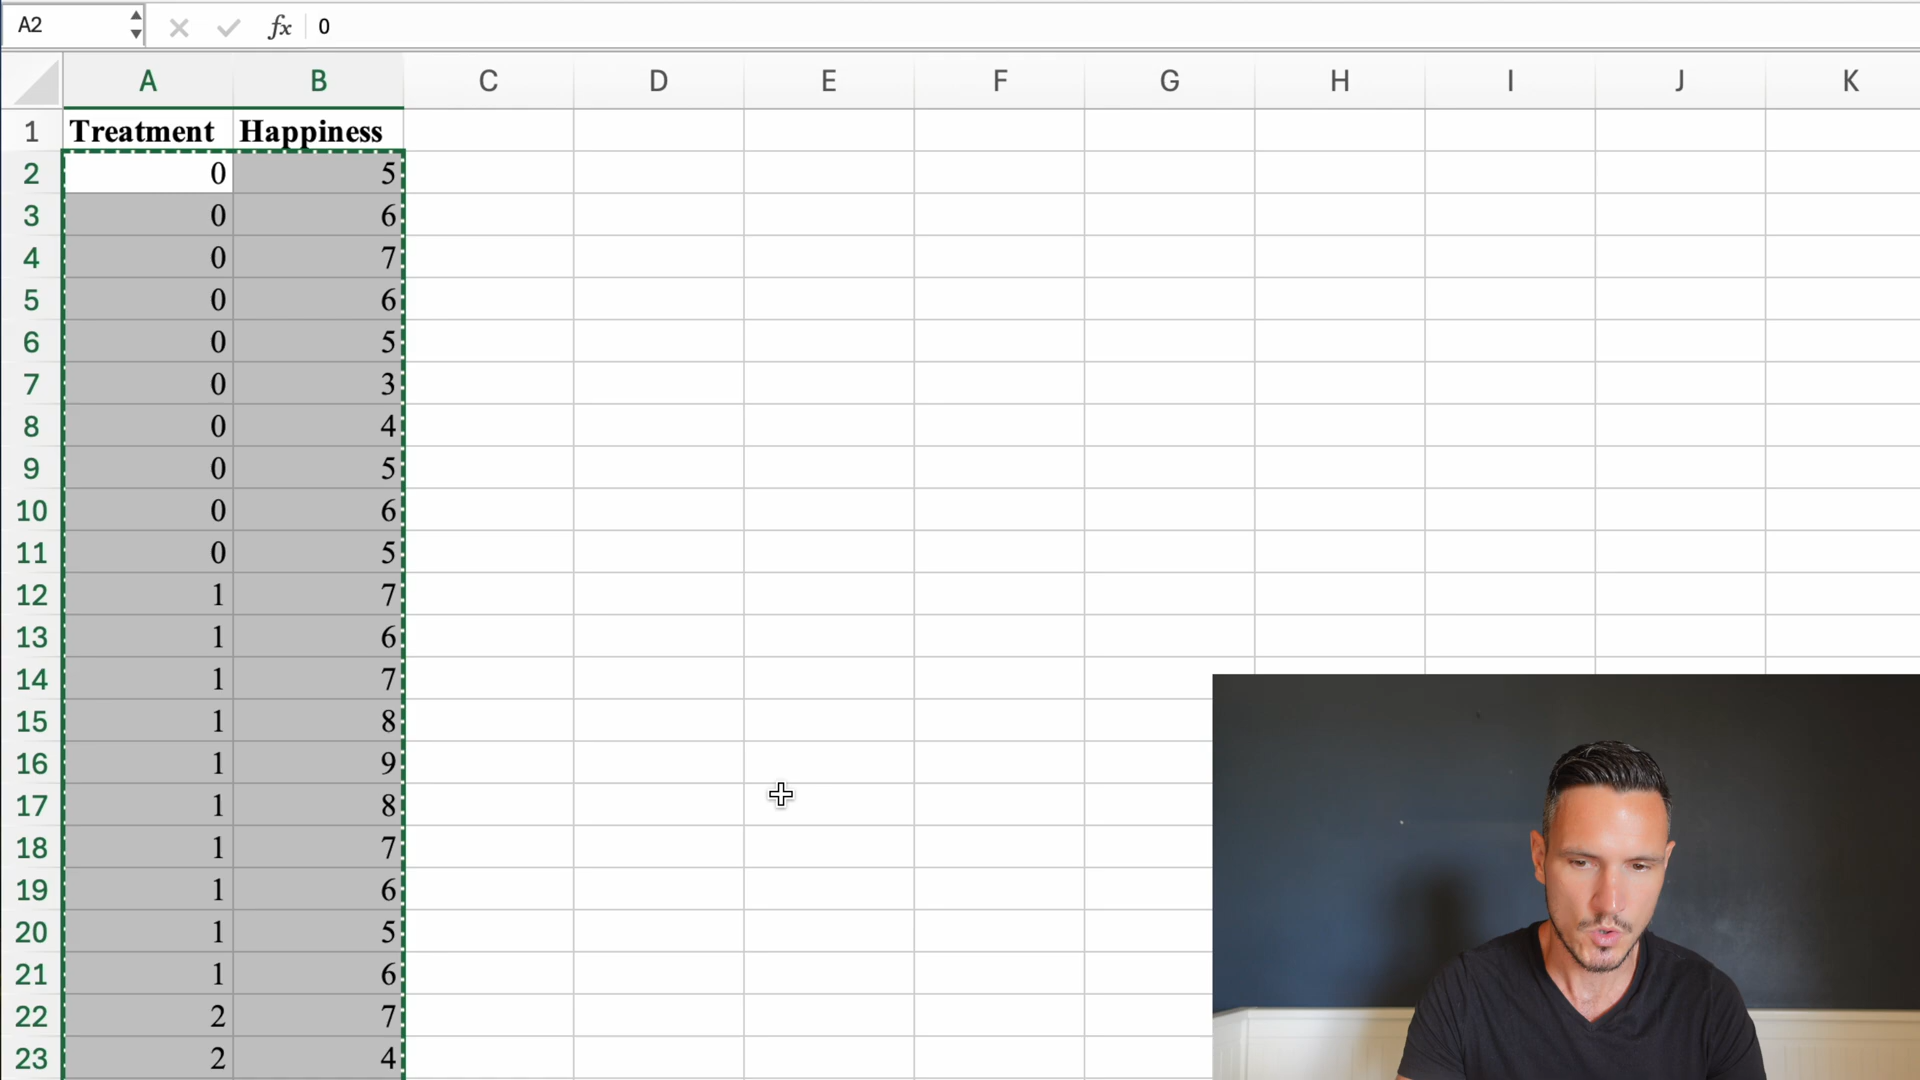 A2 fx 0
A B C D E F G H I J K
1 Treatment Happiness
2 0 5
3 0 6
4 0 7
5 0 6
6 0 5
7 0 3
8 0 4
9 0 5
10 0 6
11 0 5
12 1 7
13 1 6
14 1 7
15 1 8
16 1 9
17 1 8
18 1 7
19 1 6
20 1 5
21 1 6
22 2 7
23 2 4